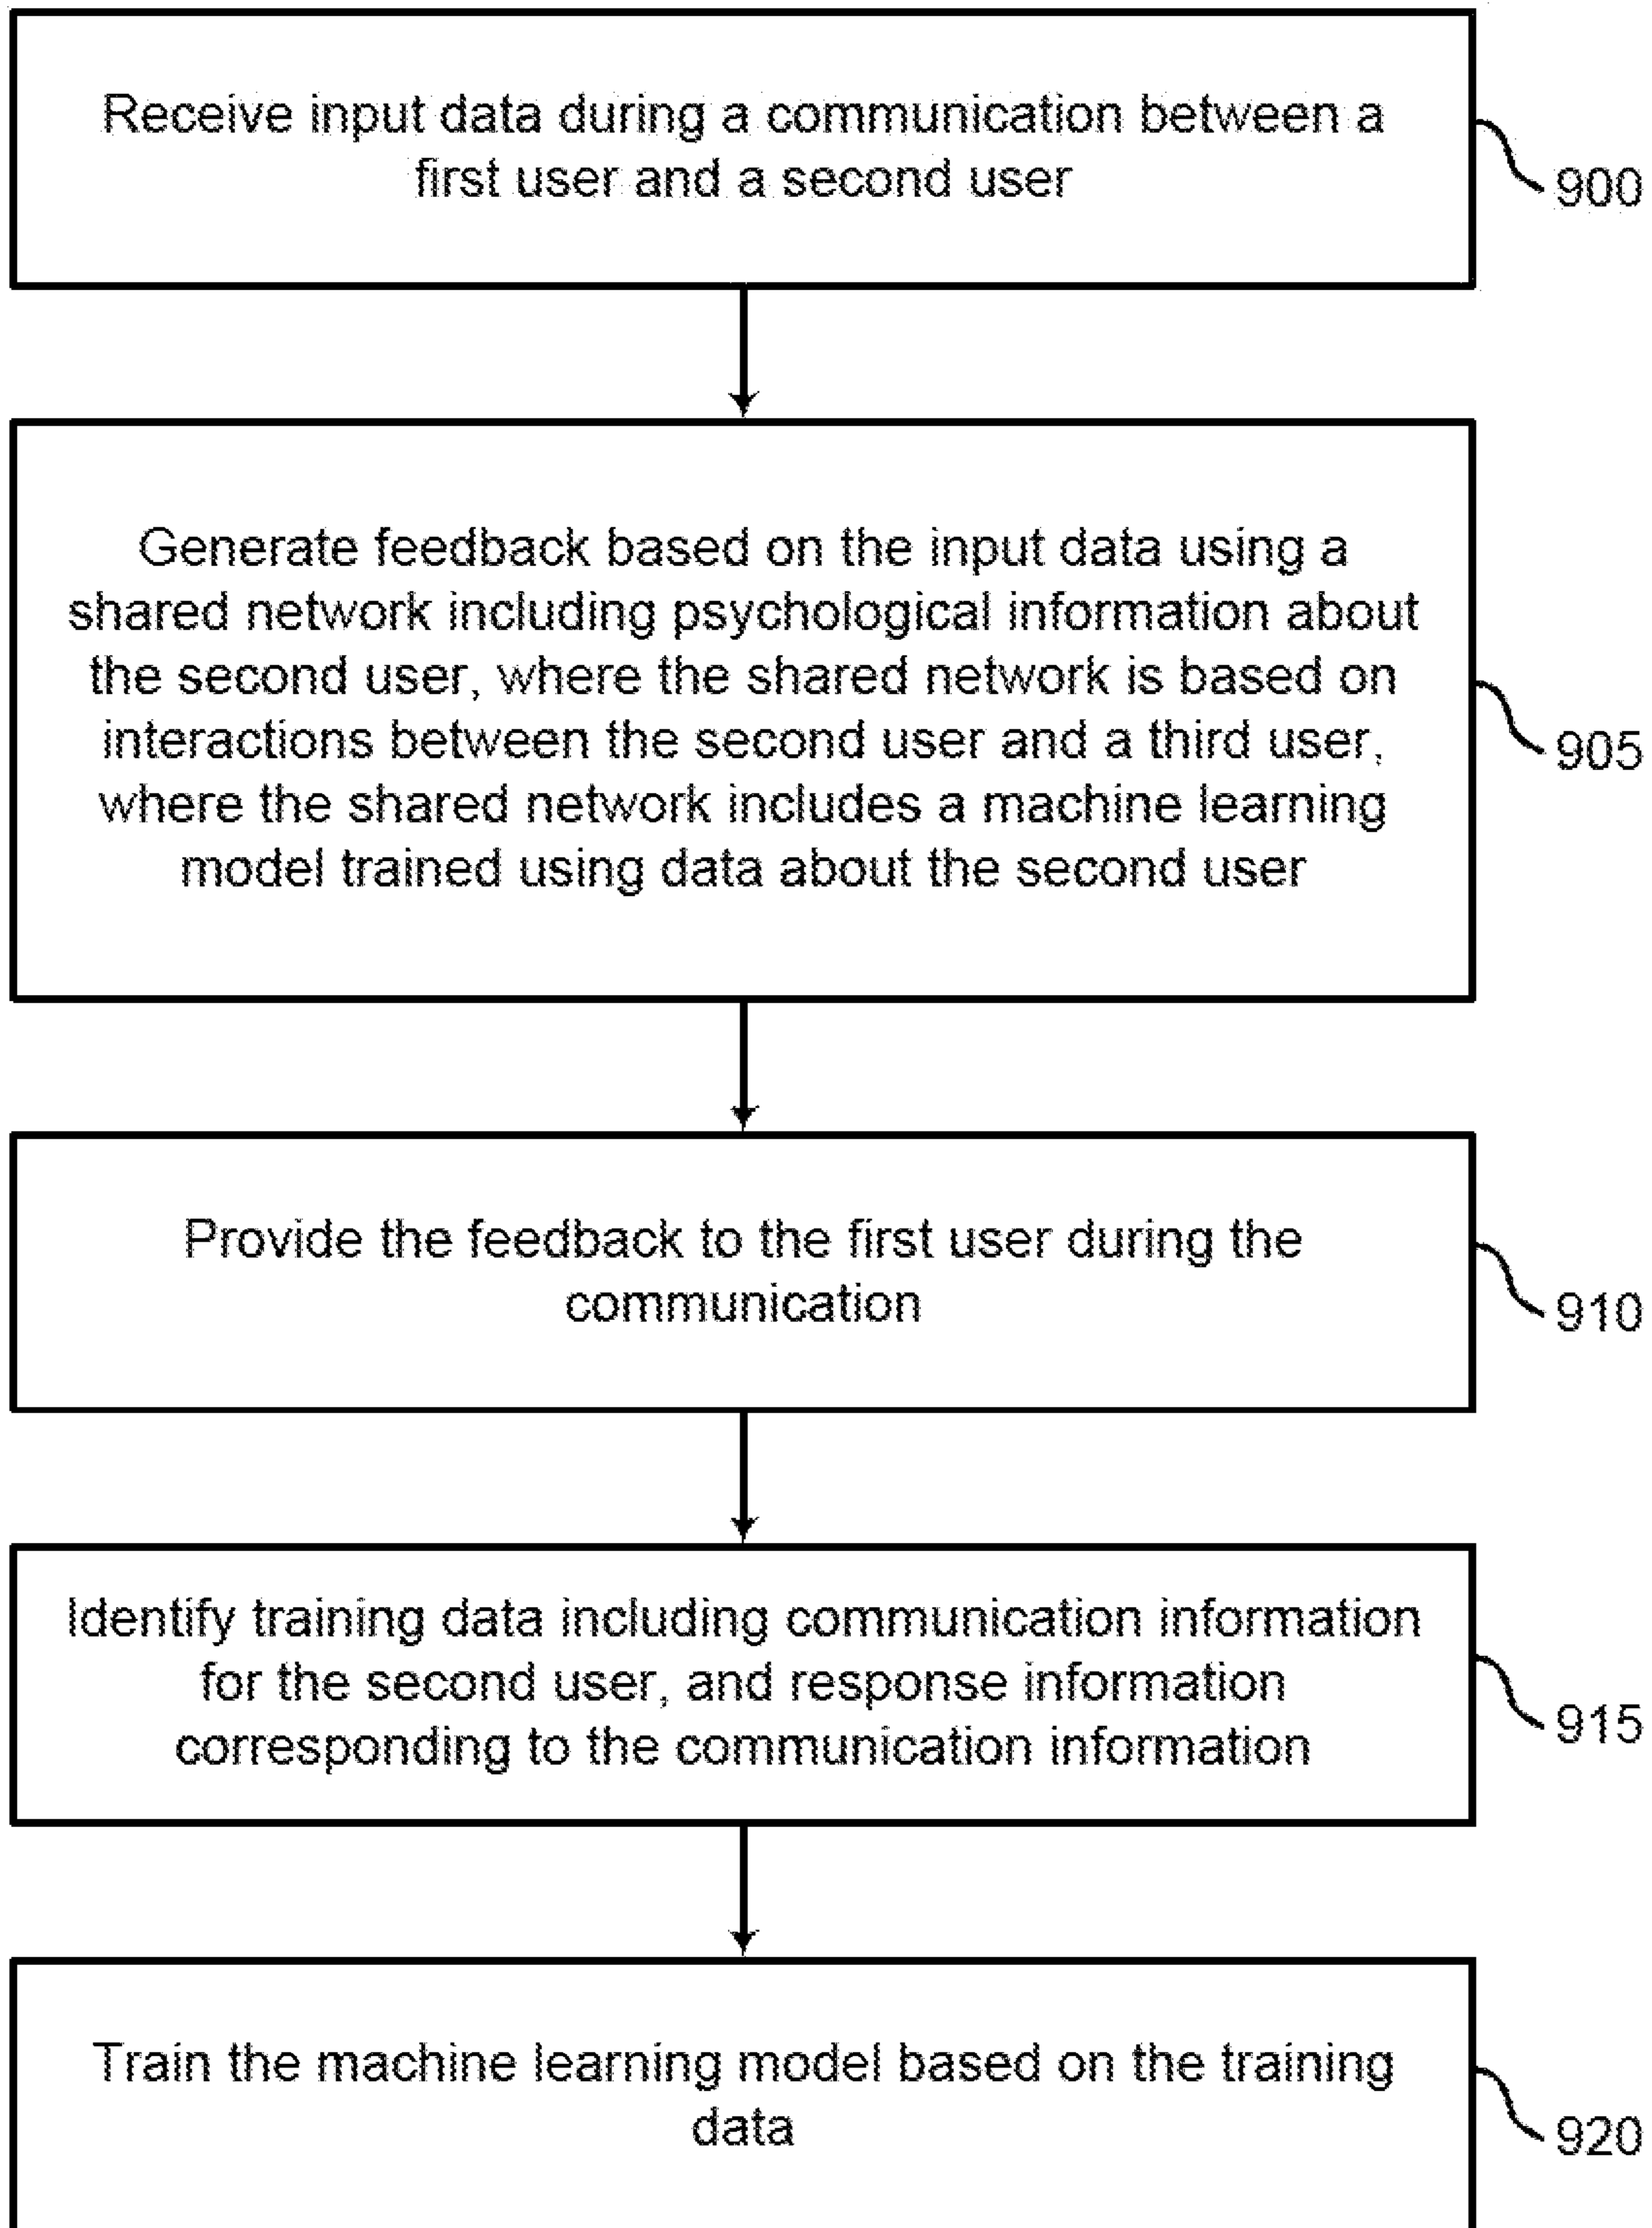 Receive input data during a communication between a
first user and a second user
900
Generate feedback based on the input data using a
shared network including psychological information about
the second user, where the shared network is based on
interactions between the second user and a third user,
where the shared network includes a machine learning
model trained using data about the second user
905
Provide the feedback to the first user during the
communication
910
Identify training data including communication information
for the second user, and response information
corresponding to the communication information
915
Train the machine learning model based on the training
data
920